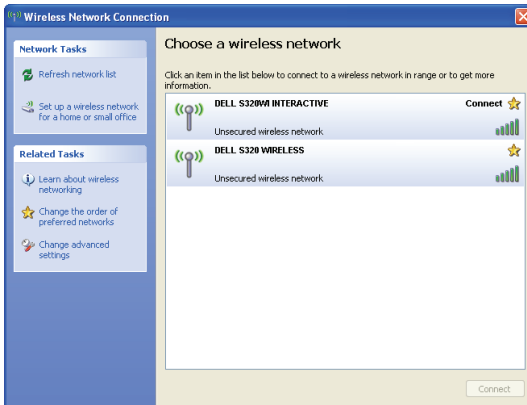 Wireless Network Connection
Network Tasks
Refresh network list
Set up a wireless network
for a home or small office
Related Tasks
Learn about wireless
networking
Change the order of
preferred networks
Change advanced
settings
Choose a wireless network
Click an item in the list below to connect to a wireless network in range or to get more
information.
DELL S320WI INTERACTIVE
Connect
Unsecured wireless network
DELL S320 WIRELESS
Unsecured wireless network
Connect